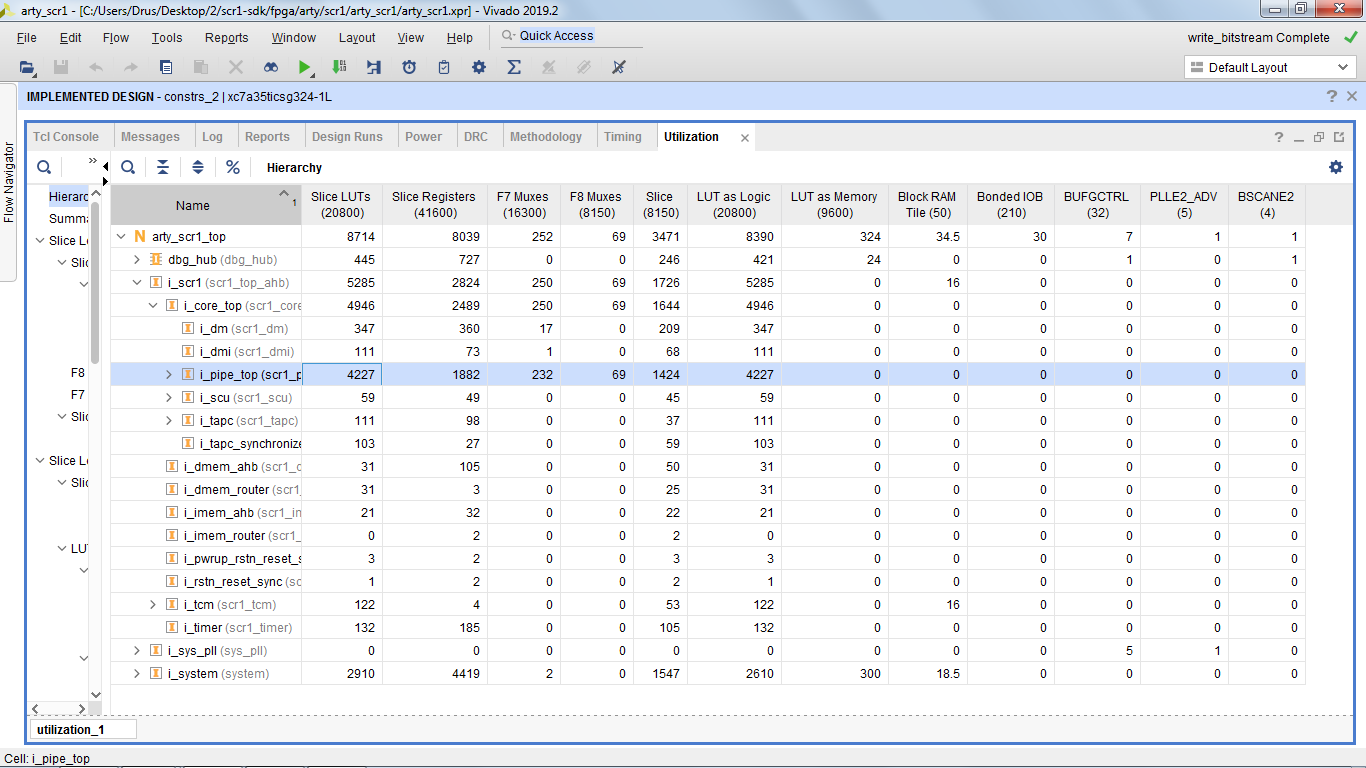 arty_scr1 - [C:/Users/Drus/Desktop/2/scr1-sdk/fpga/arty/scr1/arty_scr1/arty_scr1.xpr] - Vivado 2019.2
File Edit Flow Tools Reports Window Layout View Help Quick Access write_bitstream Complete
Default Layout
Flow Navigator
IMPLEMENTED DESIGN - constrs_2 | xc7a35ticsg324-1L
Tcl Console Messages Log Reports Design Runs Power DRC Methodology Timing Utilization
Hierarchy
Hierarc
Summa
Slice Le
Slic
F8
F7
Slic
Slice Le
Slic
LUT
Name Slice LUTs (20800) Slice Registers (41600) F7 Muxes (16300) F8 Muxes (8150) Slice (8150) LUT as Logic (20800) LUT as Memory (9600) Block RAM Tile (50) Bonded IOB (210) BUFGCTRL (32) PLLE2_ADV (5) BSCANE2 (4)
1
arty_scr1_top 8714 8039 252 69 3471 8390 324 34.5 30 7 1 1
dbg_hub (dbg_hub) 445 727 0 0 246 421 24 0 0 1 0 1
i_scr1 (scr1_top_ahb) 5285 2824 250 69 1726 5285 0 16 0 0 0 0
i_core_top (scr1_core 4946 2489 250 69 1644 4946 0 0 0 0 0 0
i_dm (scr1_dm) 347 360 17 0 209 347 0 0 0 0 0 0
i_dmi (scr1_dmi) 111 73 1 0 68 111 0 0 0 0 0 0
i_pipe_top (scr1_p 4227 1882 232 69 1424 4227 0 0 0 0 0 0
i_scu (scr1_scu) 59 49 0 0 45 59 0 0 0 0 0 0
i_tapc (scr1_tapc) 111 98 0 0 37 111 0 0 0 0 0 0
i_tapc_synchronize 103 27 0 0 59 103 0 0 0 0 0 0
i_dmem_ahb (scr1_d 31 105 0 0 50 31 0 0 0 0 0 0
i_dmem_router (scr1_ 31 3 0 0 25 31 0 0 0 0 0 0
i_imem_ahb (scr1_im 21 32 0 0 22 21 0 0 0 0 0 0
i_imem_router (scr1_ 0 2 0 0 2 0 0 0 0 0 0 0
i_pwrup_rstn_reset_s 3 2 0 0 3 3 0 0 0 0 0 0
i_rstn_reset_sync (sc 1 2 0 0 2 1 0 0 0 0 0 0
i_tcm (scr1_tcm) 122 4 0 0 53 122 0 16 0 0 0 0
i_timer (scr1_timer) 132 185 0 0 105 132 0 0 0 0 0 0
i_sys_pll (sys_pll) 0 0 0 0 0 0 0 0 0 5 1 0
i_system (system) 2910 4419 2 0 1547 2610 300 18.5 0 0 0 0
utilization_1
Cell: i_pipe_top